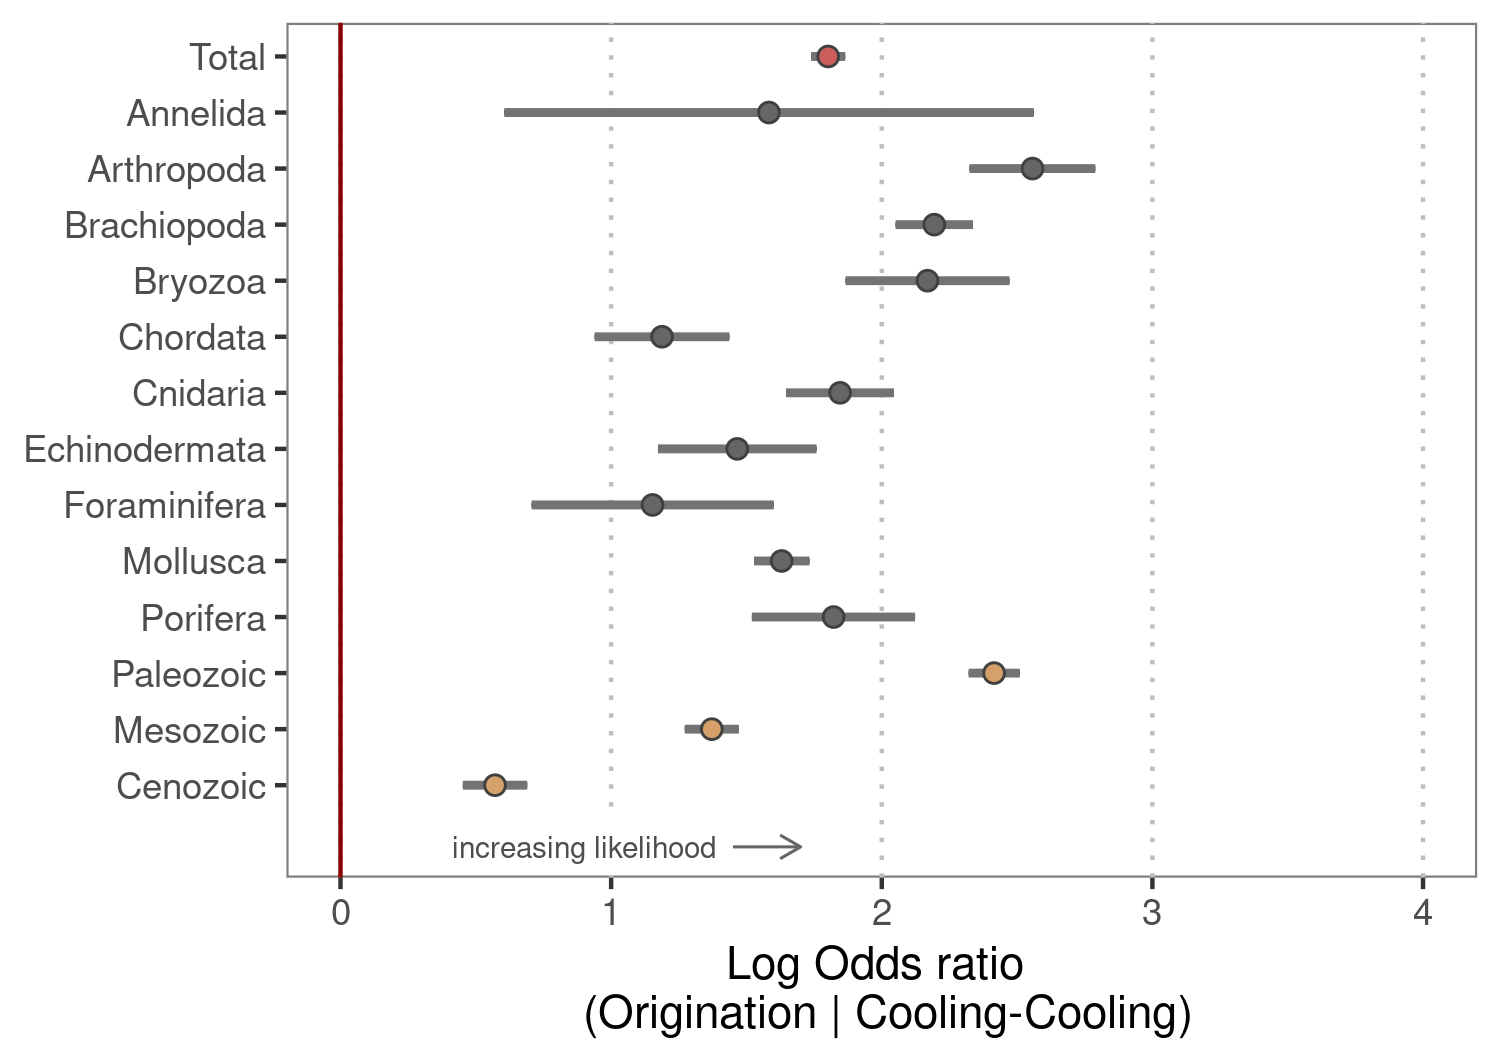 Total
Annelida
Arthropoda
Brachiopoda
Bryozoa
Chordata
Cnidaria
Echinodermata
Foraminifera
Mollusca
Porifera
Paleozoic
Mesozoic
Cenozoic
increasing likelihood
0 1 2 3 4
Log Odds ratio
(Origination | Cooling-Cooling)